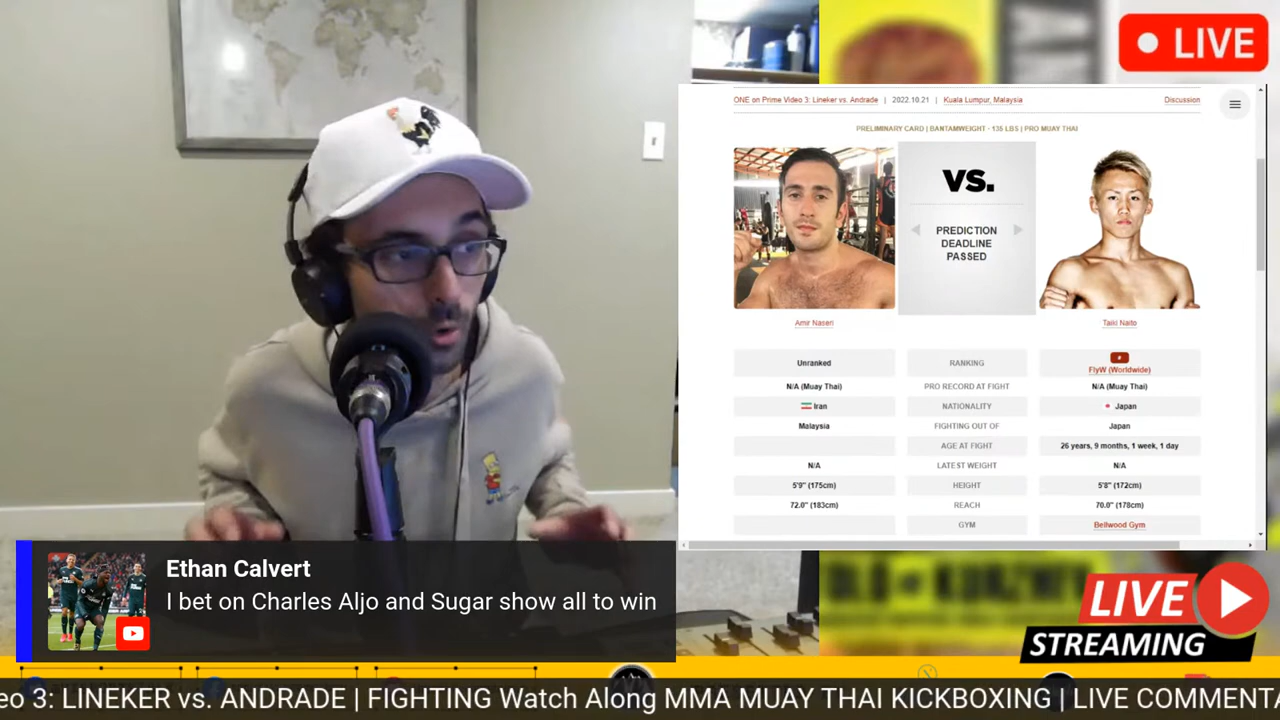 LIVE
ONE on Prime Video 3: Lineker vs. Andrade | 2022.10.21 | Kuala Lumpur, Malaysia
Discussion
PRELIMINARY CARD | BANTAMWEIGHT · 135 LBS | PRO MUAY THAI
VS.
PREDICTION
DEADLINE
PASSED
Amir Naseri
Taiki Naito
Unranked RANKING FlyW (Worldwide)
N/A (Muay Thai) PRO RECORD AT FIGHT N/A (Muay Thai)
Iran NATIONALITY Japan
Malaysia FIGHTING OUT OF Japan
AGE AT FIGHT 26 years, 9 months, 1 week, 1 day
N/A LATEST WEIGHT N/A
5'9" (175cm) HEIGHT 5'8" (172cm)
72.0" (183cm) REACH 70.0" (178cm)
GYM Bellwood Gym
Ethan Calvert
I bet on Charles Aljo and Sugar show all to win
LIVE
STREAMING
eo 3: LINEKER vs. ANDRADE | FIGHTING Watch Along MMA MUAY THAI KICKBOXING | LIVE COMMENTA